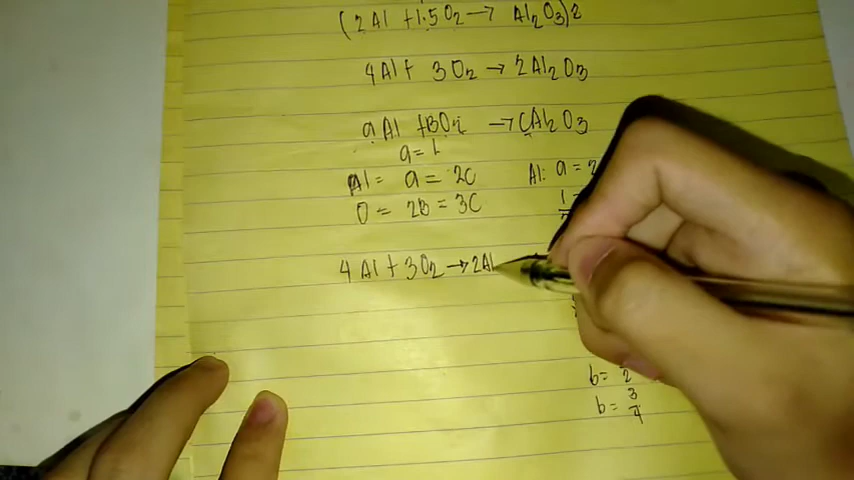 (2Al + 1.5O₂ → Al₂O₃)2
4Al + 3O₂ → 2Al₂O₃
aAl + BO₂ → CAl₂O₃
a = 1
Al = a = 2C
O = 2B = 3C
Al: a = 2
1
4Al + 3O₂ → 2Al
b = 2
b = 3/4